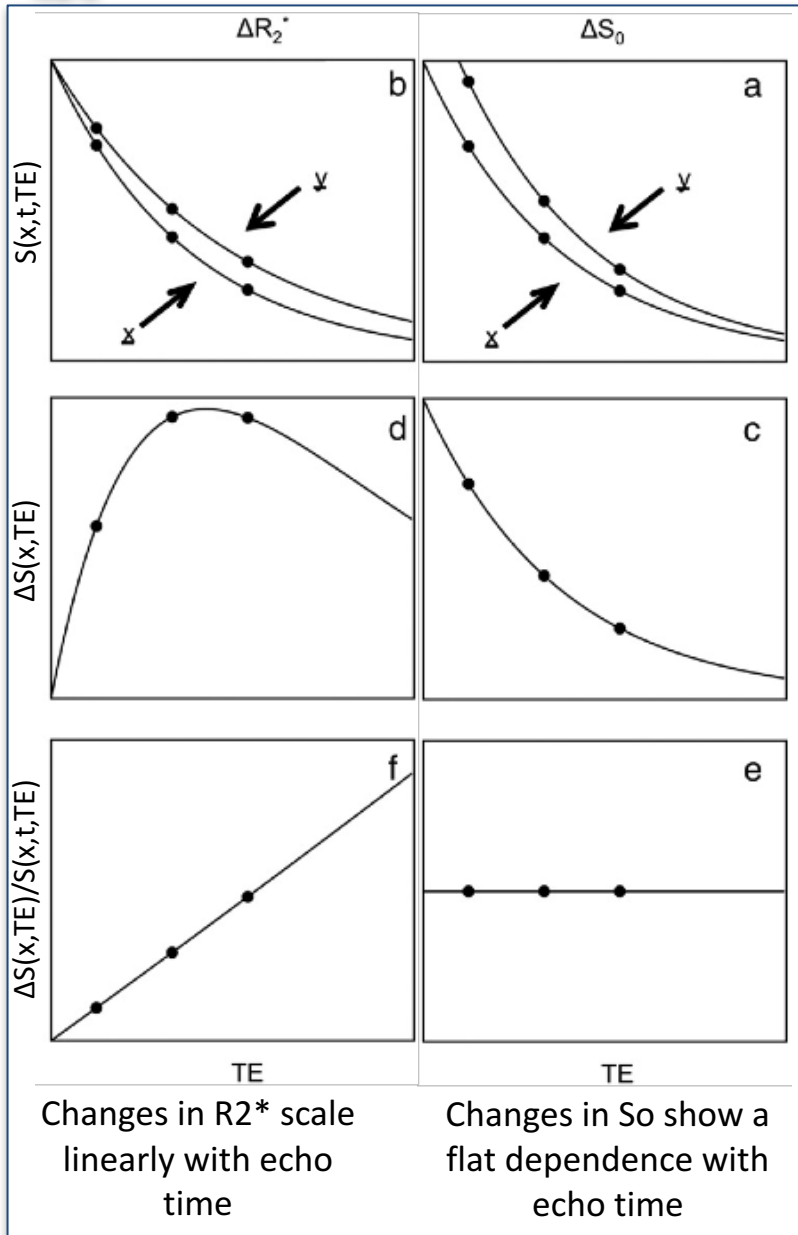 ΔR₂*
ΔS₀
S(x,t,TE)
b
y
x
a
y
x
ΔS(x,TE)
d
c
ΔS(x,TE)/S(x,t,TE)
f
e
TE
TE
Changes in R2* scale
linearly with echo
time
Changes in So show a
flat dependence with
echo time